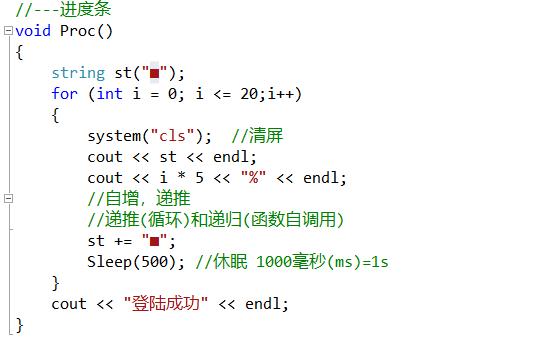 //---进度条
void Proc()
{
string st("■");
for (int i = 0; i <= 20;i++)
{
system("cls"); //清屏
cout << st << endl;
cout << i * 5 << "%" << endl;
//自增，递推
//递推(循环)和递归(函数自调用)
st += "■";
Sleep(500); //休眠 1000毫秒(ms)=1s
}
cout << "登陆成功" << endl;
}